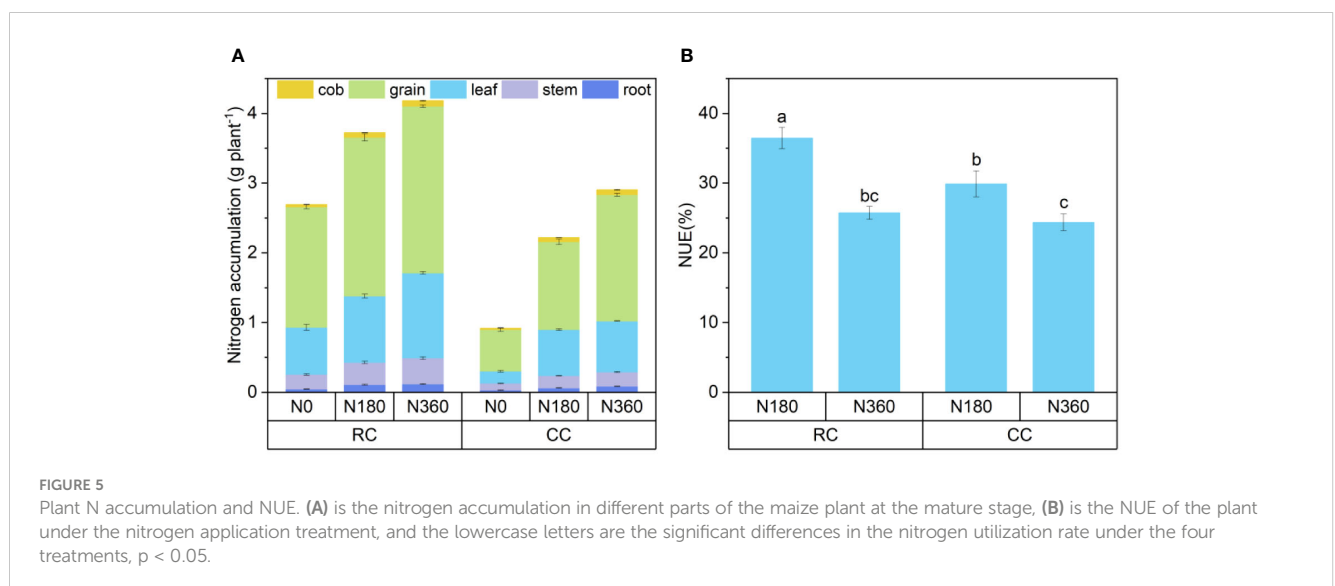 A
cob grain leaf stem root
Nitrogen accumulation (g plant⁻¹)
4
3
2
1
0
N0 N180 N360 N0 N180 N360
RC CC
B
NUE(%)
40
30
20
10
0
a
bc
b
c
N180 N360 N180 N360
RC CC
FIGURE 5
Plant N accumulation and NUE. (A) is the nitrogen accumulation in different parts of the maize plant at the mature stage, (B) is the NUE of the plant
under the nitrogen application treatment, and the lowercase letters are the significant differences in the nitrogen utilization rate under the four
treatments, p < 0.05.